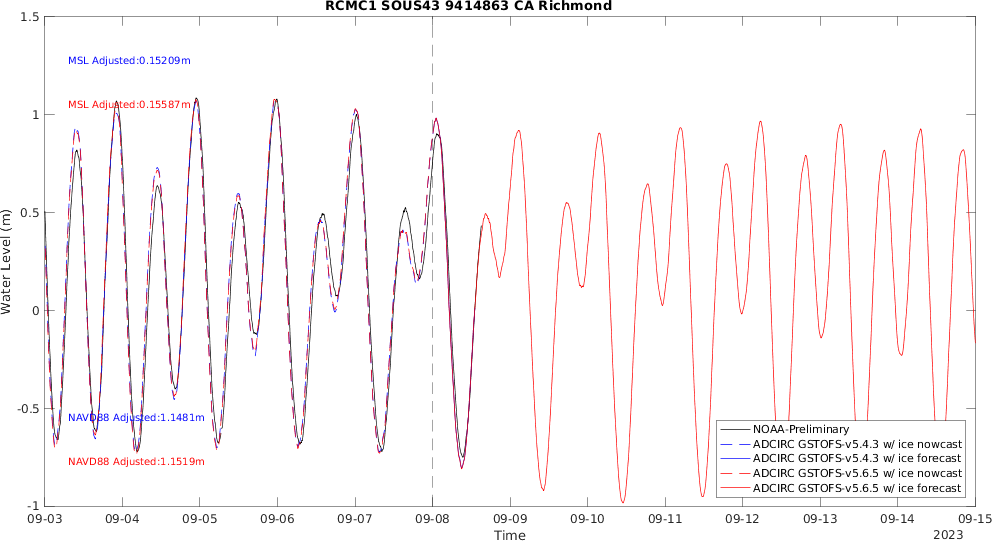 RCMC1 SOUS43 9414863 CA Richmond
1.5
1
0.5
0
-0.5
-1
Water Level (m)
MSL Adjusted:0.15209m
MSL Adjusted:0.15587m
NAVD88 Adjusted:1.1481m
NAVD88 Adjusted:1.1519m
NOAA-Preliminary
ADCIRC GSTOFS-v5.4.3 w/ ice nowcast
ADCIRC GSTOFS-v5.4.3 w/ ice forecast
ADCIRC GSTOFS-v5.6.5 w/ ice nowcast
ADCIRC GSTOFS-v5.6.5 w/ ice forecast
09-03 09-04 09-05 09-06 09-07 09-08 09-09 09-10 09-11 09-12 09-13 09-14 09-15
Time
2023